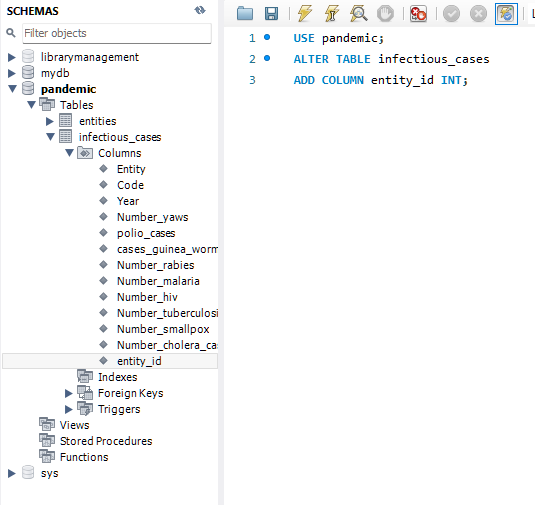 SCHEMAS
Filter objects
librarymanagement
mydb
pandemic
Tables
entities
infectious_cases
Columns
Entity
Code
Year
Number_yaws
polio_cases
cases_guinea_worm
Number_rabies
Number_malaria
Number_hiv
Number_tuberculosi
Number_smallpox
Number_cholera_cas
entity_id
Indexes
Foreign Keys
Triggers
Views
Stored Procedures
Functions
sys
1 USE pandemic;
2 ALTER TABLE infectious_cases
3 ADD COLUMN entity_id INT;